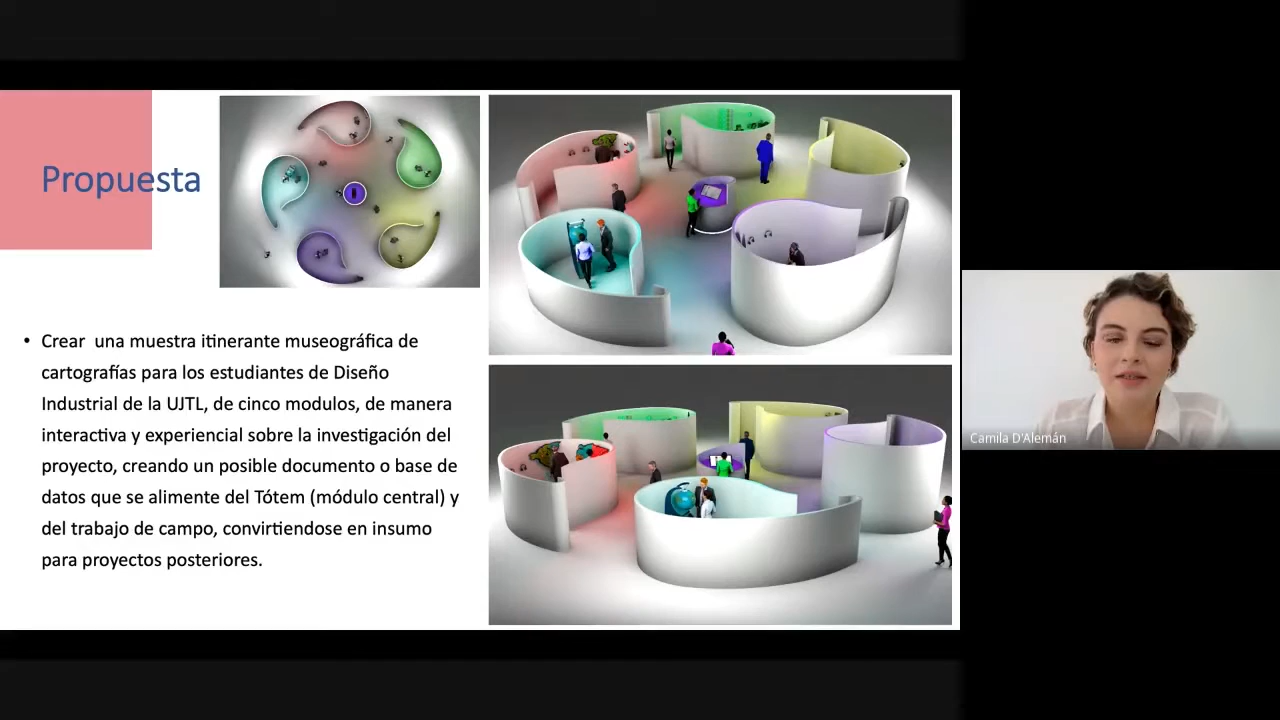 Propuesta
• Crear una muestra itinerante museográfica de
cartografías para los estudiantes de Diseño
Industrial de la UJTL, de cinco modulos, de manera
interactiva y experiencial sobre la investigación del
proyecto, creando un posible documento o base de
datos que se alimente del Tótem (módulo central) y
del trabajo de campo, convirtiendose en insumo
para proyectos posteriores.
Camila D'Alemán